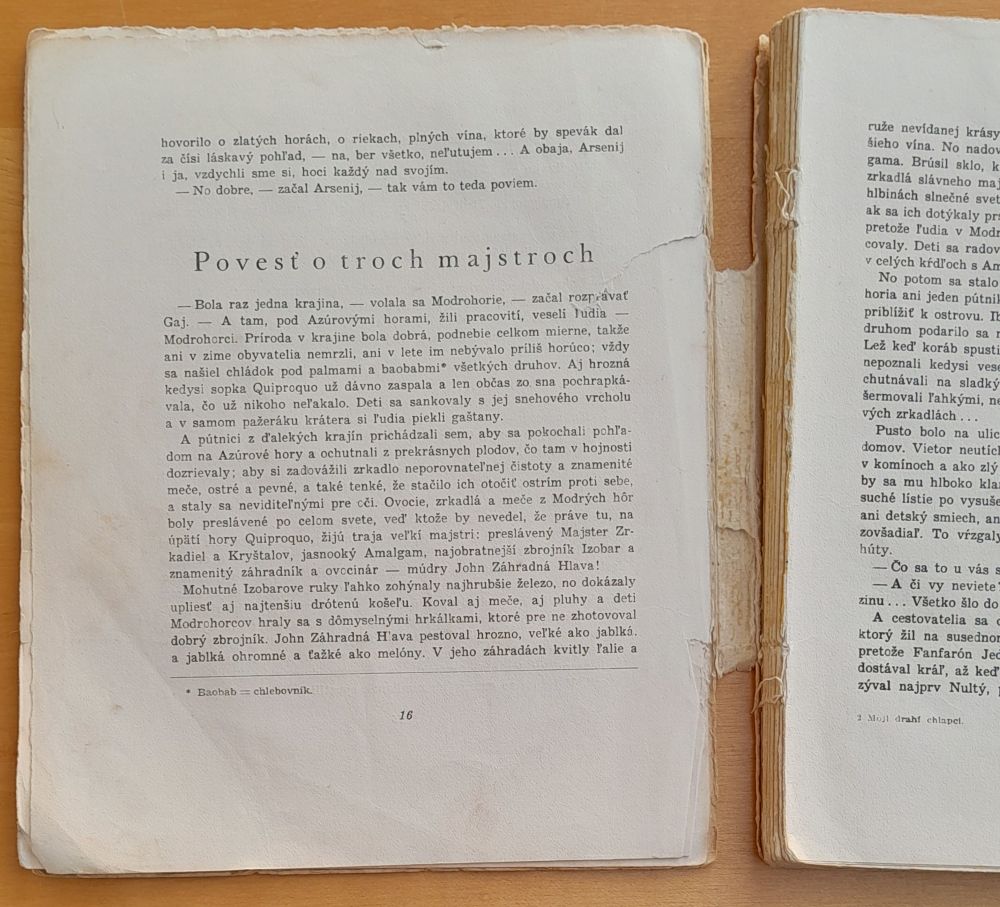 hovorilo o zlatých horách, o riekach, plných vína, ktoré by spevák dal
za čísi láskavý pohľad, — na, ber všetko, neľutujem... A obaja, Arsenij
i ja, vzdychli sme si, hoci každý nad svojím.
— No dobre, — začal Arsenij, — tak vám to teda poviem.
Povesť o troch majstroch
— Bola raz jedna krajina, — volala sa Modrohorie, — začal rozprávať
Gaj. — A tam, pod Azúrovými horami, žili pracovití, veselí ľudia —
Modrohorci. Príroda v krajine bola dobrá, podnebie celkom mierne, takže
ani v zime obyvatelia nemrzli, ani v lete im nebývalo príliš horúco; vždy
sa našiel chládok pod palmami a baobabmi* všetkých druhov. Aj hrozná
kedysi sopka Quiproquo už dávno zaspala a len občas zo sna pochrapká-
vala, čo už nikoho neľakalo. Deti sa sankovaly s jej snehového vrcholu
a v samom pažeráku krátera si ľudia piekli gaštany.
A pútnici z ďalekých krajín prichádzali sem, aby sa pokochali pohľa-
dom na Azúrové hory a ochutnali z prekrásnych plodov, čo tam v hojnosti
dozrievaly; aby si zadovážili zrkadlo neporovnateľnej čistoty a znamenité
meče, ostré a pevné, a také tenké, že stačilo ich otočiť ostrím proti sebe,
a staly sa neviditeľnými pre oči. Ovocie, zrkadlá a meče z Modrých hôr
boly preslávené po celom svete, veď ktože by nevedel, že práve tu, na
úpätí hory Quiproquo, žijú traja veľkí majstri: preslávený Majster Zr-
kadiel a Kryštalov, jasnooký Amalgam, najobratnejší zbrojník Izobar a
znamenitý záhradník a ovocinár — múdry John Záhradná Hlava!
Mohutné Izobarove ruky ľahko zohýnaly najhrubšie železo, no dokázaly
upliesť aj najtenšiu drôtenú košeľu. Koval aj meče, aj pluhy a deti
Modrohorcov hraly sa s dômyselnými hrkálkami, ktoré pre ne zhotovoval
dobrý zbrojník. John Záhradná Hlava pestoval hrozno, veľké ako jablká.
a jablká ohromné a ťažké ako melóny. V jeho záhradách kvitly ľalie a
* Baobab = chlebovník.
16
ruže nevídanej krásy
šieho vína. No nadov
gama. Brúsil sklo, k
zrkadlá slávneho maj
hlbinách slnečné svet
ak sa ich dotýkaly prs
pretože ľudia v Modr
covaly. Deti sa radov
v celých kŕdľoch s Am
No potom sa stalo
horia ani jeden pútnik
priblížiť k ostrovu. Ib
druhom podarilo sa n
Lež keď koráb spusti
nepoznali kedysi vese
chutnávali na sladký
šermovali ľahkými, ne
vých zrkadlách...
Pusto bolo na ulic
domov. Vietor neutích
v komínoch a ako zlý
by sa mu hlboko klan
suché lístie po vysuše
ani detský smiech, an
zovšadiaľ. To vŕzgaly
húty.
— Čo sa to u vás s
— A či vy neviete?
zinu... Všetko šlo do
A cestovatelia sa d
ktorý žil na susednom
pretože Fanfarón Jed
dostával kráľ, až keď
zýval najprv Nultý, p
2 Moji drahí chlapci.